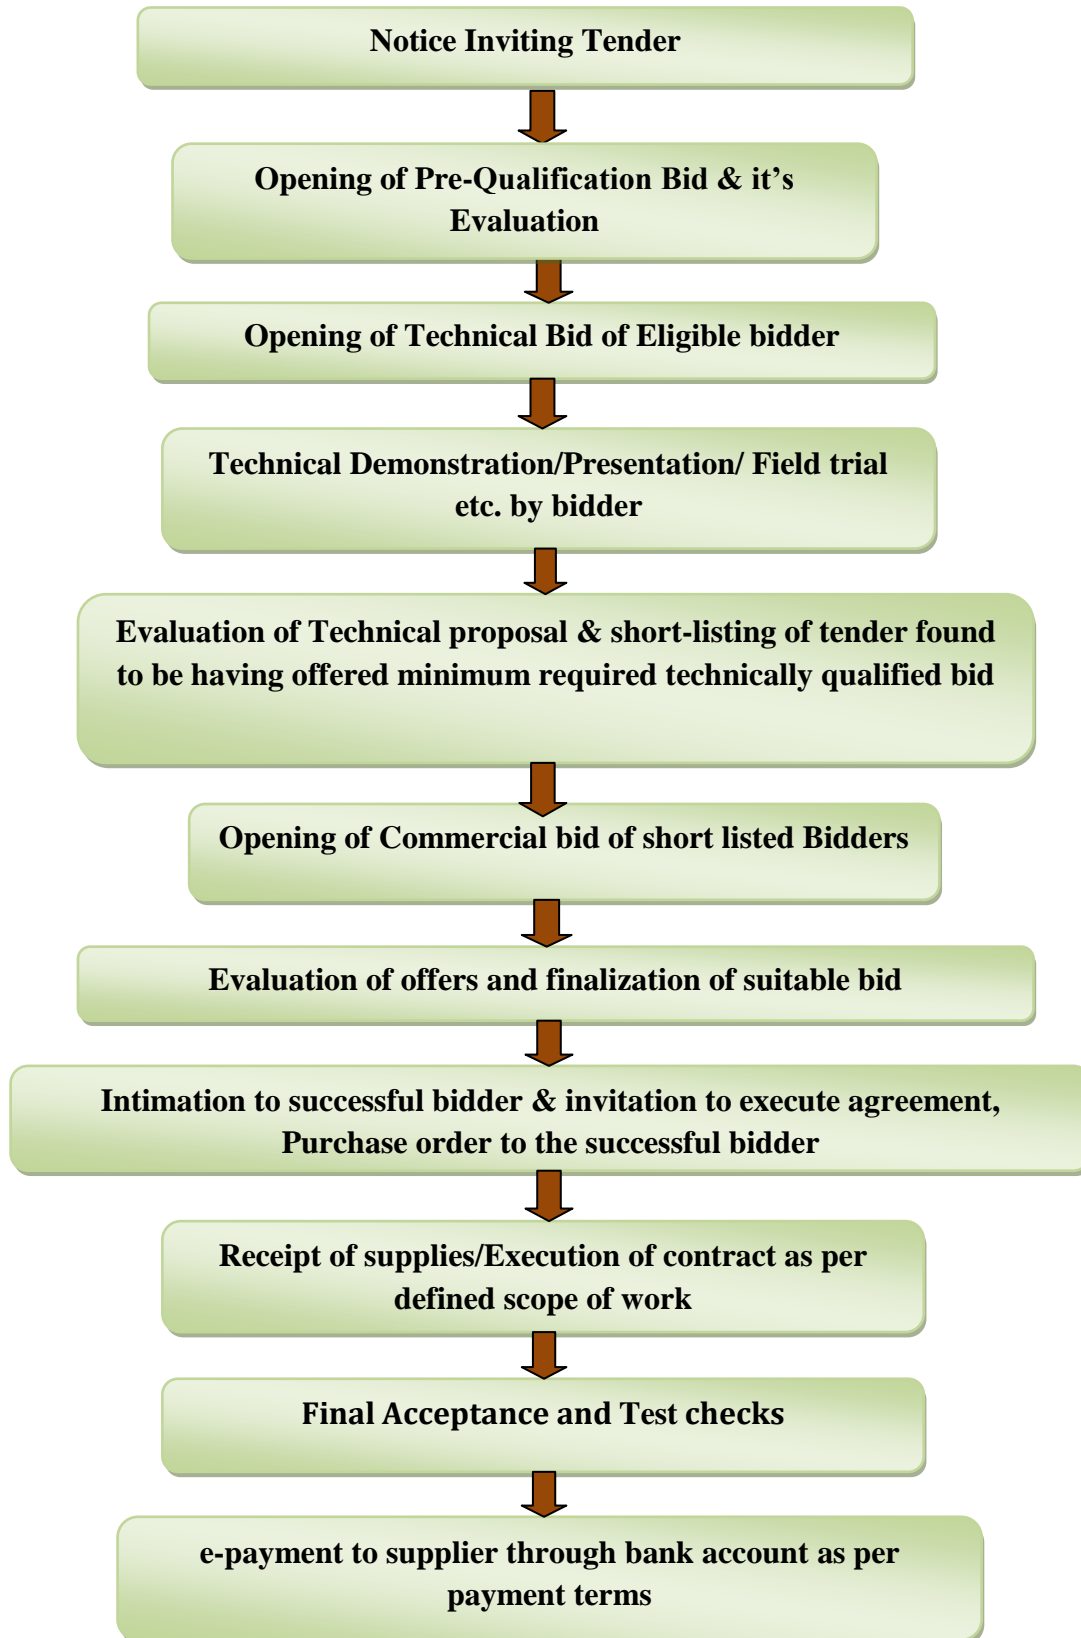 Notice Inviting Tender
Opening of Pre-Qualification Bid & it’s
Evaluation
Opening of Technical Bid of Eligible bidder
Technical Demonstration/Presentation/ Field trial
etc. by bidder
Evaluation of Technical proposal & short-listing of tender found
to be having offered minimum required technically qualified bid
Opening of Commercial bid of short listed Bidders
Evaluation of offers and finalization of suitable bid
Intimation to successful bidder & invitation to execute agreement,
Purchase order to the successful bidder
Receipt of supplies/Execution of contract as per
defined scope of work
Final Acceptance and Test checks
e-payment to supplier through bank account as per
payment terms